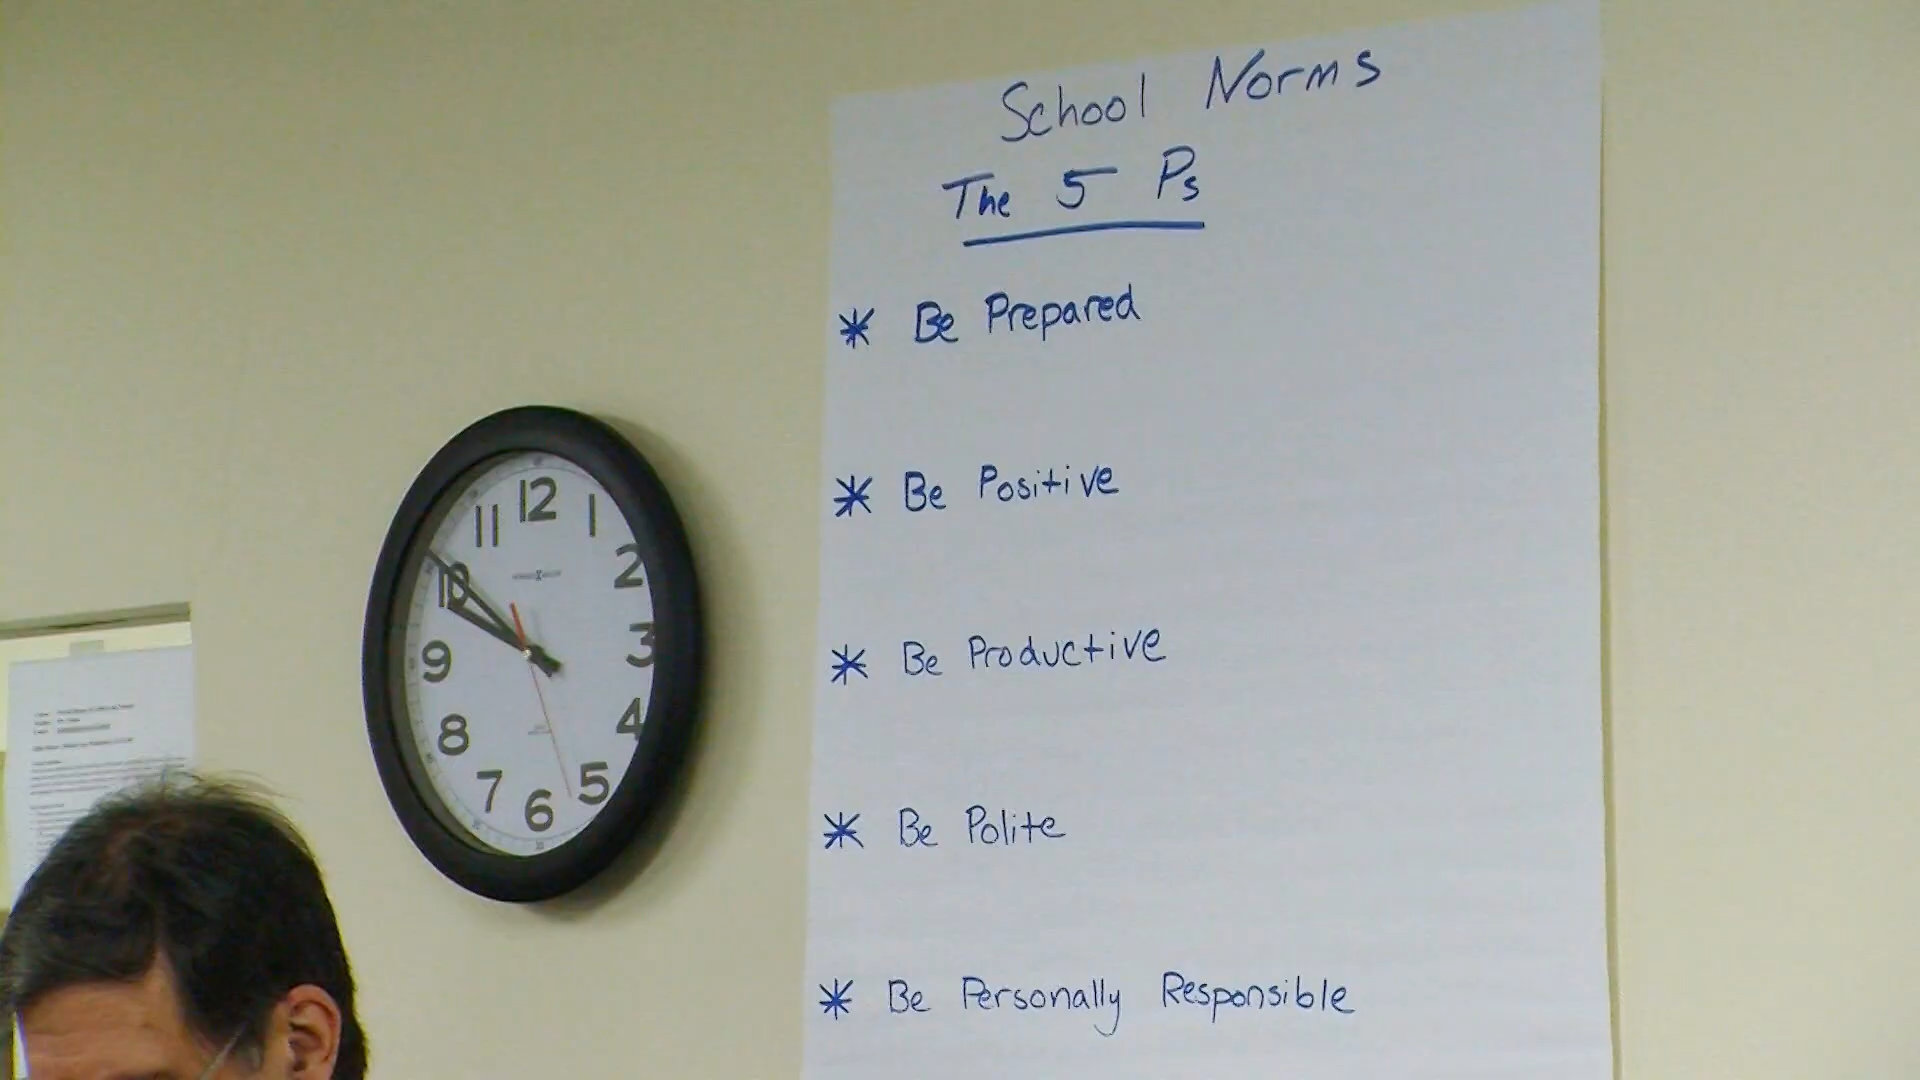 School Norms
The 5 Ps
* Be Prepared
* Be Positive
* Be Productive
* Be Polite
* Be Personally Responsible
12
1
2
3
4
5
6
7
8
9
10
11